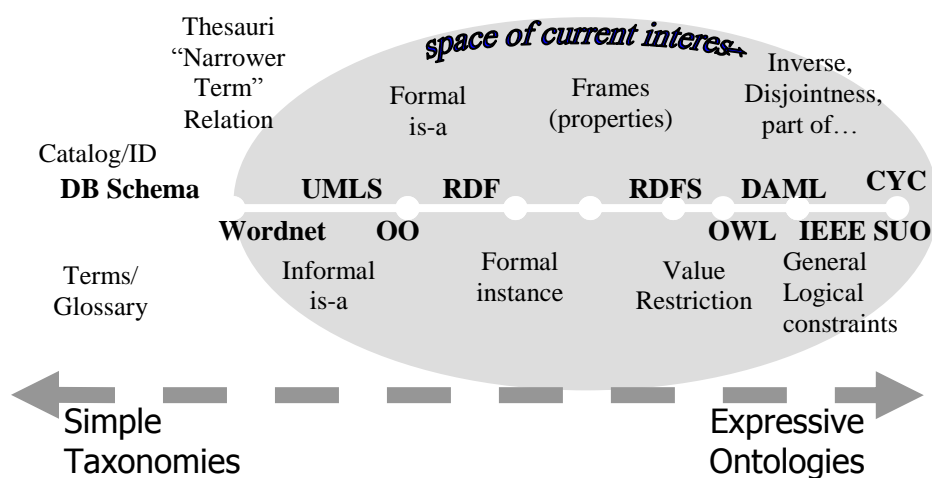 space of current interest
Thesauri
“Narrower
Term”
Relation
Formal
is-a
Frames
(properties)
Inverse,
Disjointness,
part of…
Catalog/ID
DB Schema
UMLS
RDF
RDFS
DAML
CYC
Wordnet
OO
OWL
IEEE SUO
Terms/
Glossary
Informal
is-a
Formal
instance
Value
Restriction
General
Logical
constraints
Simple
Taxonomies
Expressive
Ontologies